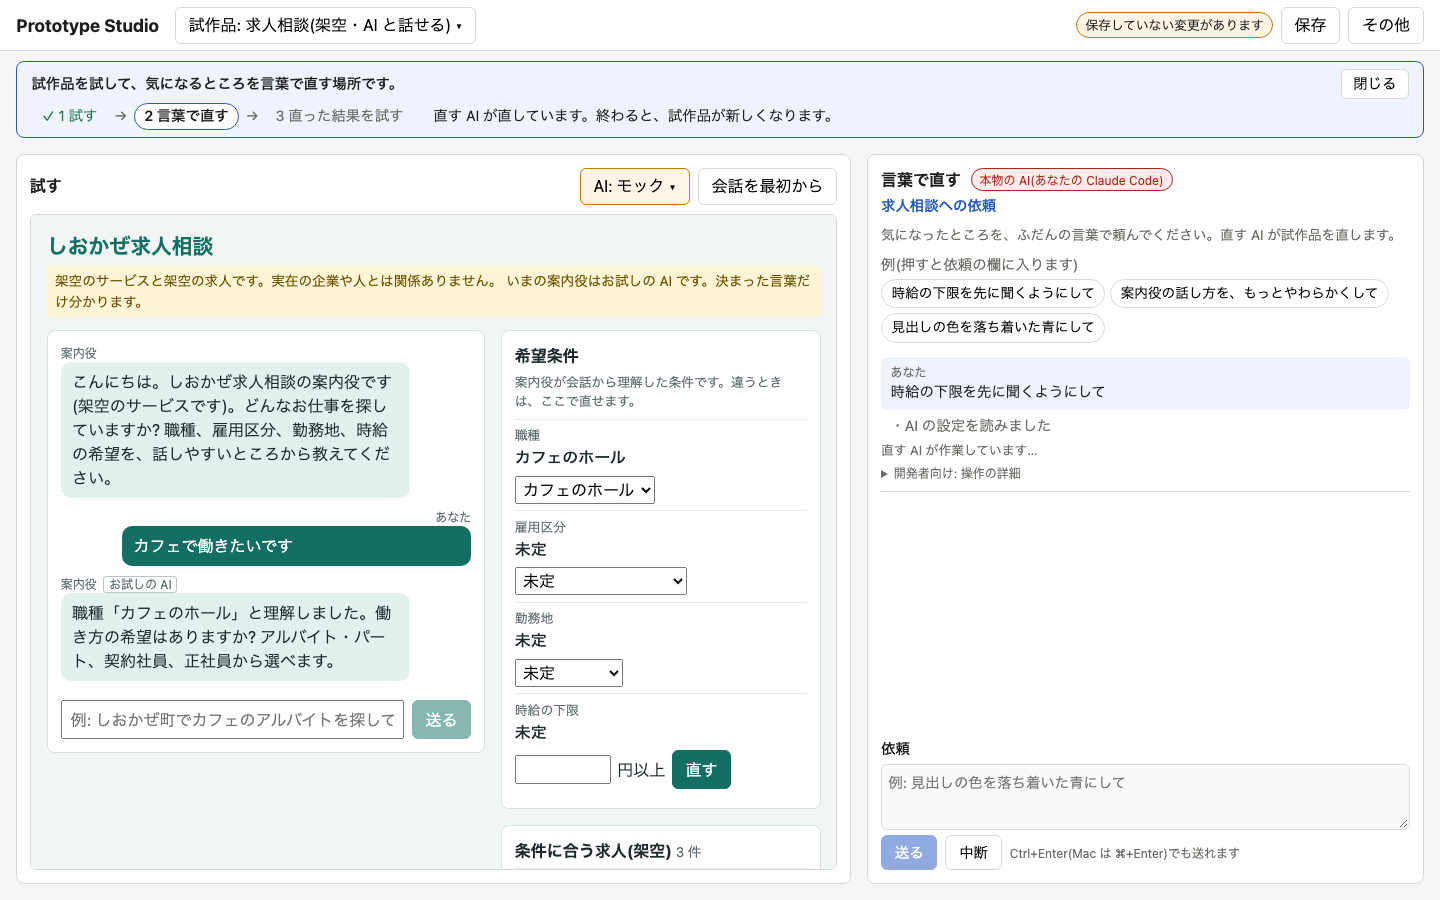 Prototype Studio
試作品: 求人相談(架空・AI と話せる) ▾
保存していない変更があります
保存
その他
試作品を試して、気になるところを言葉で直す場所です。
閉じる
✓ 1 試す → 2 言葉で直す → 3 直った結果を試す 直す AI が直しています。終わると、試作品が新しくなります。
試す
AI: モック ▾
会話を最初から
しおかぜ求人相談
架空のサービスと架空の求人です。実在の企業や人とは関係ありません。 いまの案内役はお試しの AI です。決まった言葉だ
け分かります。
案内役
こんにちは。しおかぜ求人相談の案内役です
(架空のサービスです)。どんなお仕事を探し
ていますか? 職種、雇用区分、勤務地、時給
の希望を、話しやすいところから教えてくだ
さい。
あなた
カフェで働きたいです
案内役 お試しの AI
職種「カフェのホール」と理解しました。働
き方の希望はありますか? アルバイト・パー
ト、契約社員、正社員から選べます。
例: しおかぜ町でカフェのアルバイトを探して
送る
希望条件
案内役が会話から理解した条件です。違うとき
は、ここで直せます。
職種
カフェのホール
カフェのホール
雇用区分
未定
未定
勤務地
未定
未定
時給の下限
未定
円以上 直す
条件に合う求人(架空) 3 件
言葉で直す 本物の AI(あなたの Claude Code)
求人相談への依頼
気になったところを、ふだんの言葉で頼んでください。直す AI が試作品を直します。
例(押すと依頼の欄に入ります)
時給の下限を先に聞くようにして
案内役の話し方を、もっとやわらかくして
見出しの色を落ち着いた青にして
あなた
時給の下限を先に聞くようにして
・AI の設定を読みました
直す AI が作業しています…
▶ 開発者向け: 操作の詳細
依頼
例: 見出しの色を落ち着いた青にして
送る
中断
Ctrl+Enter(Mac は ⌘+Enter)でも送れます